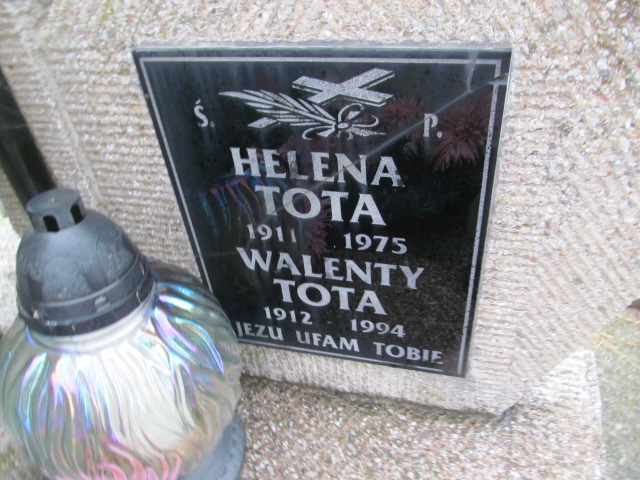 Ś. P.
HELENA
TOTA
1911 1975
WALENTY
TOTA
1912 1994
JEZU UFAM TOBIE